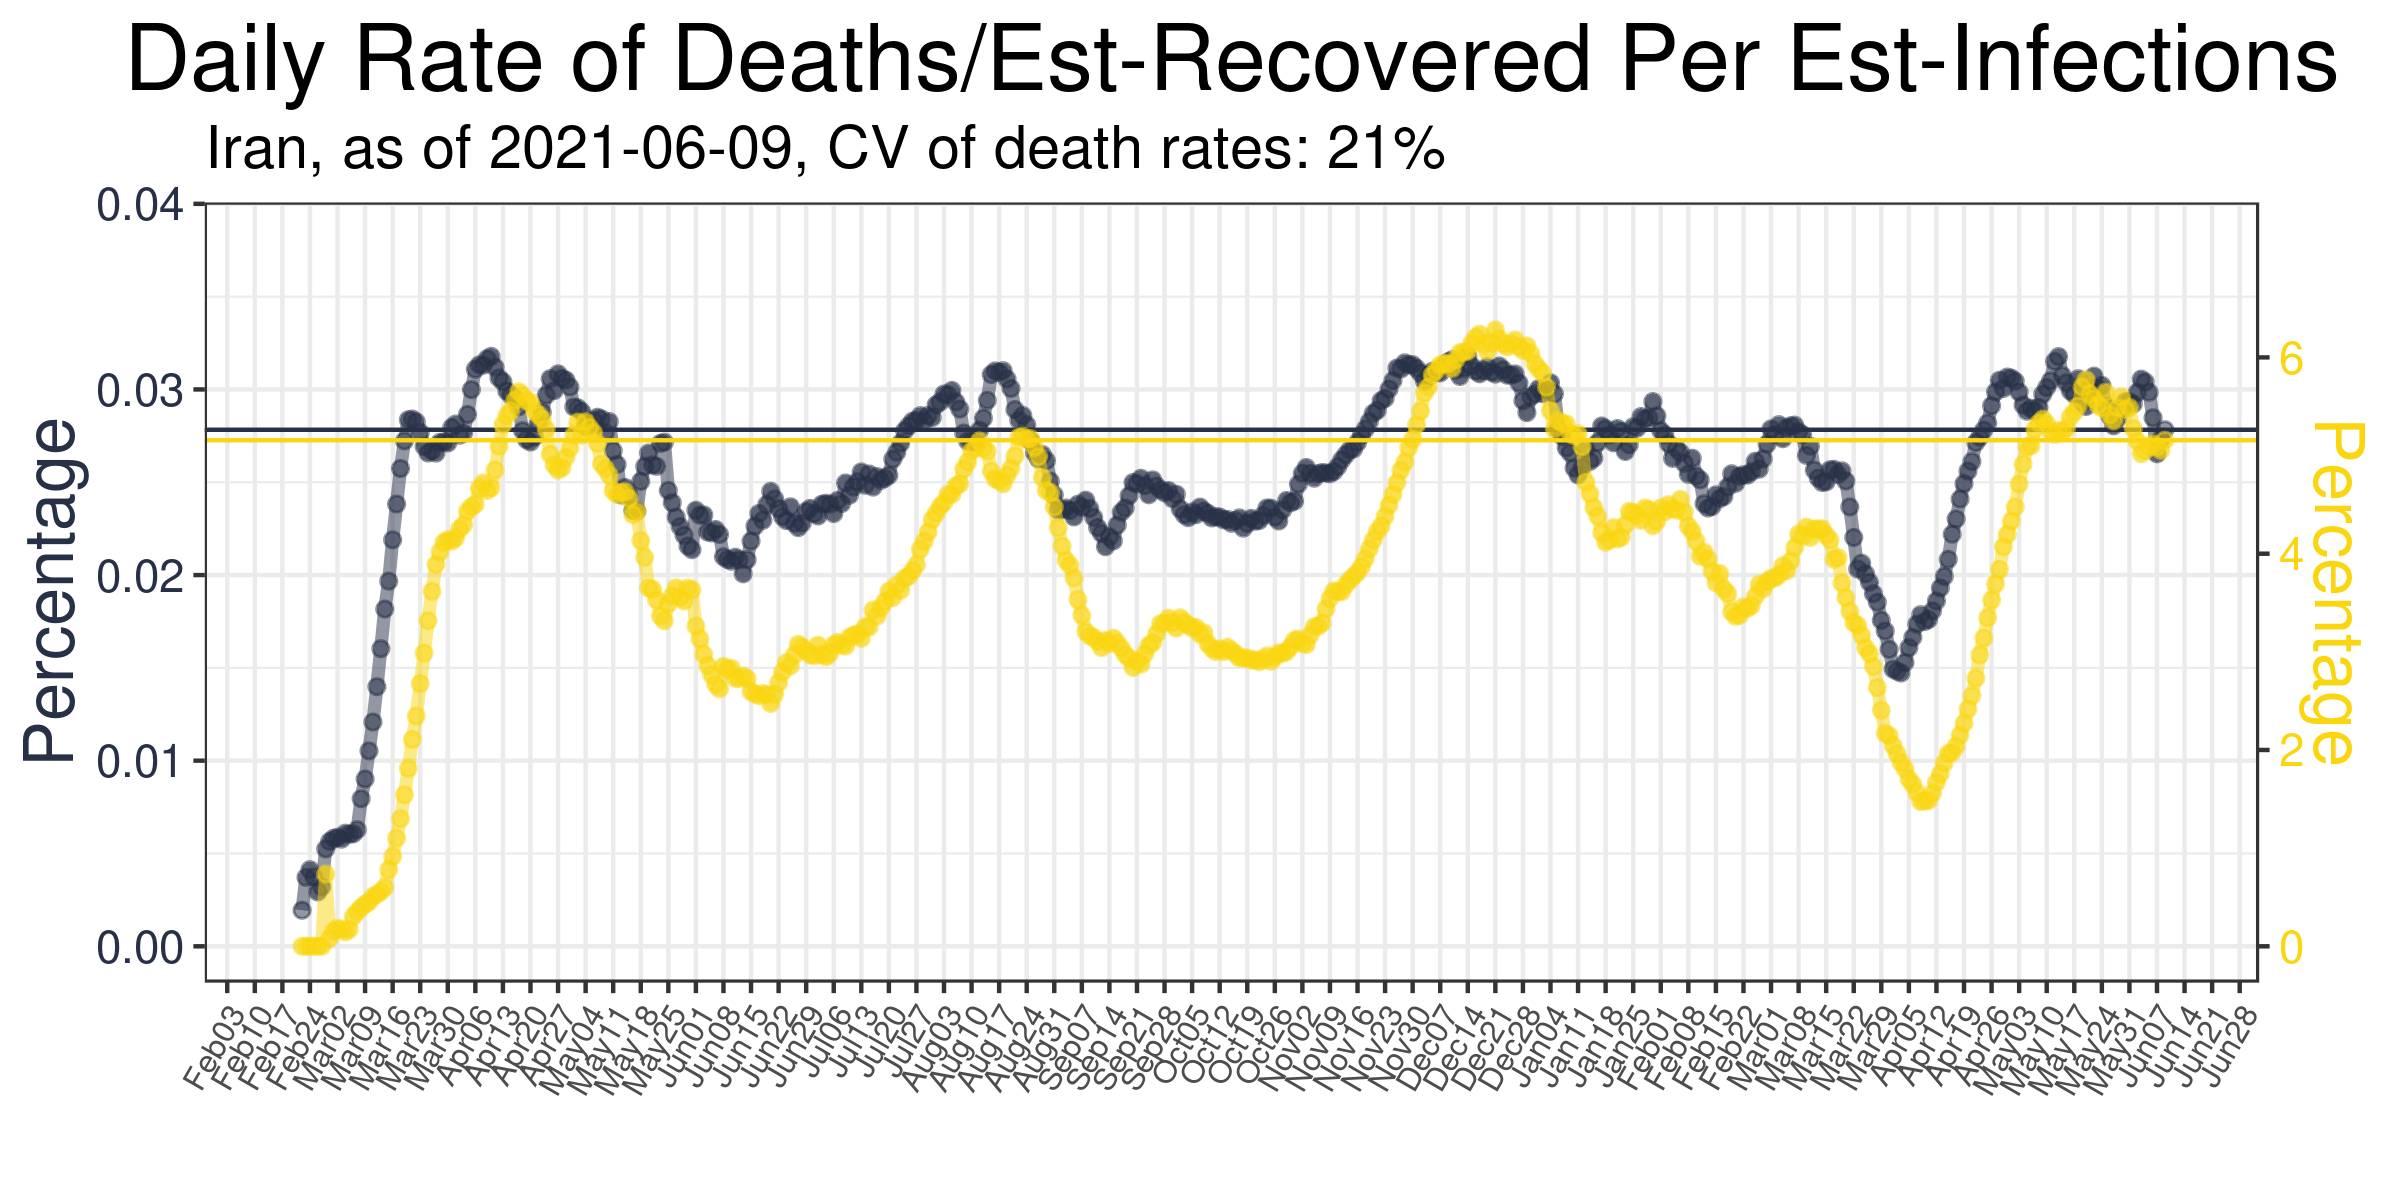 Daily Rate of Deaths/Est-Recovered Per Est-Infections
Iran, as of 2021-06-09, CV of death rates: 21%
Percentage
0.04
0.03
0.02
0.01
0.00
6
4
2
0
Percentage
Feb03
Feb10
Feb17
Feb24
Mar02
Mar09
Mar16
Mar23
Mar30
Apr06
Apr13
Apr20
Apr27
May04
May11
May18
May25
Jun01
Jun08
Jun15
Jun22
Jun29
Jul06
Jul13
Jul20
Jul27
Aug03
Aug10
Aug17
Aug24
Aug31
Sep07
Sep14
Sep21
Sep28
Oct05
Oct12
Oct19
Oct26
Nov02
Nov09
Nov16
Nov23
Nov30
Dec07
Dec14
Dec21
Dec28
Jan04
Jan11
Jan18
Jan25
Feb01
Feb08
Feb15
Feb22
Mar01
Mar08
Mar15
Mar22
Mar29
Apr05
Apr12
Apr19
Apr26
May03
May10
May17
May24
May31
Jun07
Jun14
Jun21
Jun28